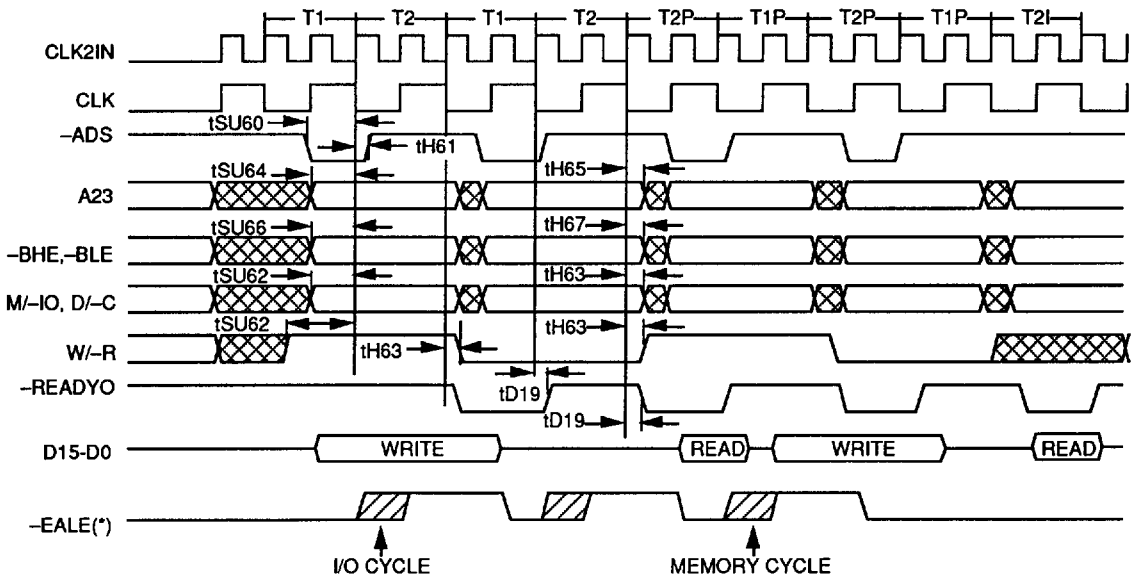 T1 T2 T1 T2 T2P T1P T2P T1P T2I
CLK2IN
CLK
tSU60
–ADS
tH61
tSU64
tH65
A23
tSU66
tH67
–BHE,–BLE
tSU62
tH63
M/–IO, D/–C
tSU62
tH63
W/–R
tH63
–READYO
tD19
tD19
D15-D0
WRITE READ WRITE READ
–EALE(*)
I/O CYCLE MEMORY CYCLE